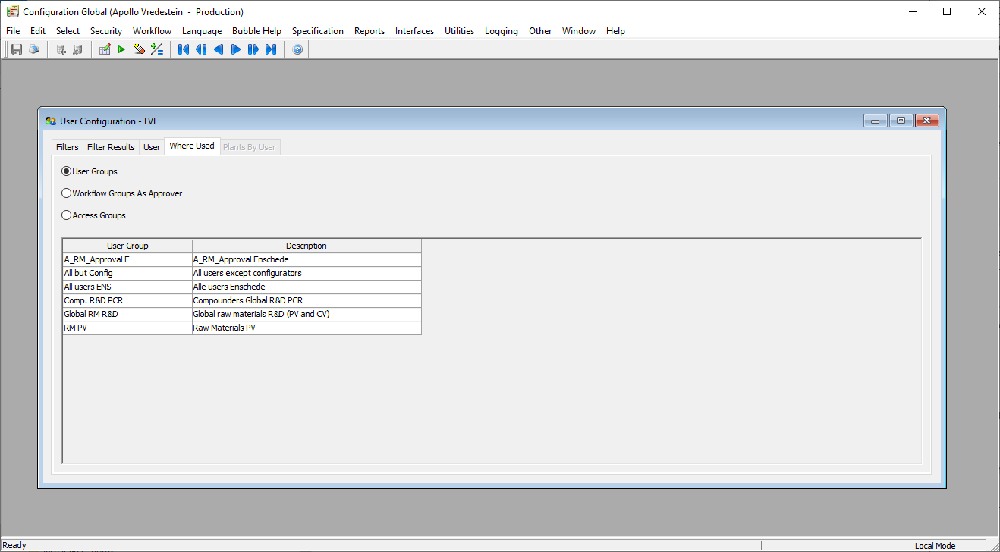 Configuration Global (Apollo Vredestein - Production)
File Edit Select Security Workflow Language Bubble Help Specification Reports Interfaces Utilities Logging Other Window Help
User Configuration - LVE
Filters Filter Results User Where Used Plants By User
User Groups
Workflow Groups As Approver
Access Groups
User Group Description
A_RM_Approval E A_RM_Approval Enschede
All but Config All users except configurators
All users ENS Alle users Enschede
Comp. R&D PCR Compounders Global R&D PCR
Global RM R&D Global raw materials R&D (PV and CV)
RM PV Raw Materials PV
Ready Local Mode